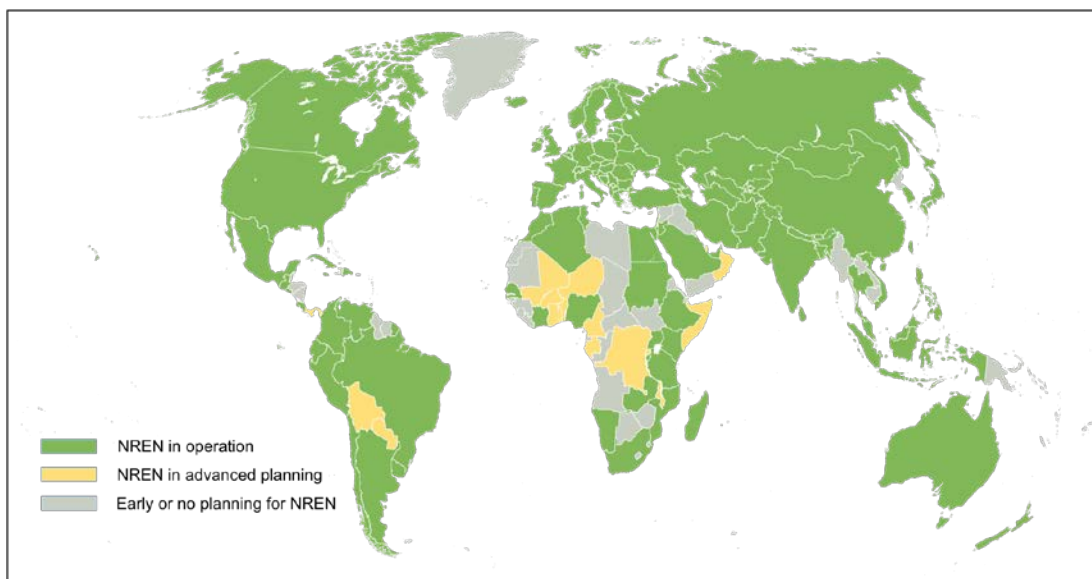 NREN in operation
NREN in advanced planning
Early or no planning for NREN